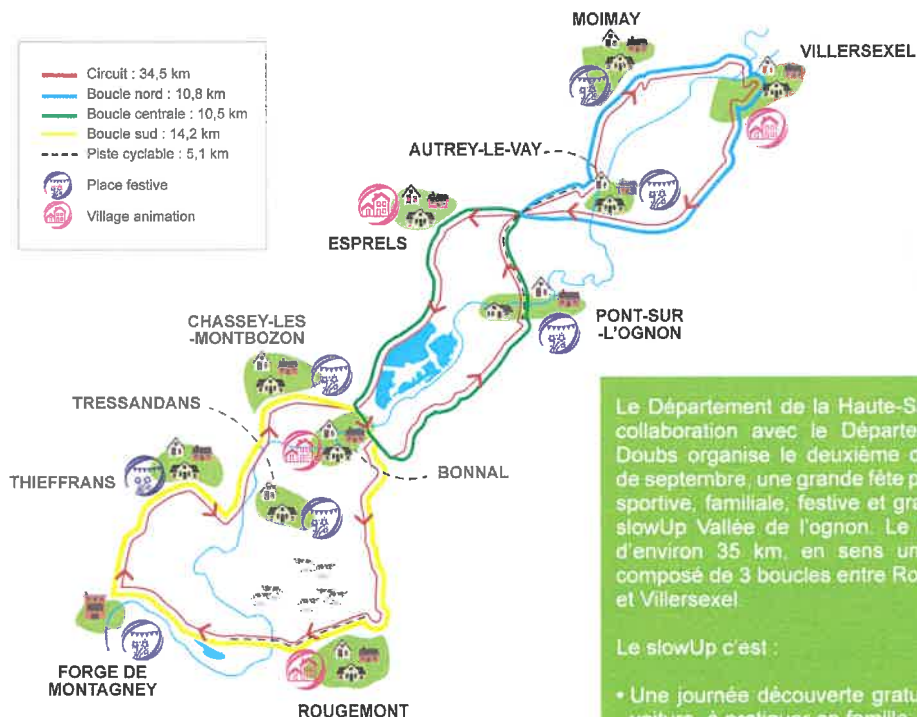 MOIMAY
VILLERSEXEL
Circuit : 34,5 km
Boucle nord : 10,8 km
Boucle centrale : 10,5 km
Boucle sud : 14,2 km
Piste cyclable : 5,1 km
Place festive
Village animation
AUTREY-LE-VAY
ESPRELS
PONT-SUR
-L'OGNON
CHASSEY-LES
-MONTBOZON
TRESSANDANS
THIEFFRANS
BONNAL
FORGE DE
MONTAGNEY
ROUGEMONT
Le Département de la Haute-S
collaboration avec le Départe
Doubs organise le deuxième
de septembre, une grande fête
sportive, familiale, festive et
slowUp Vallée de l'ognon. Le
d'environ 35 km, en sens
composé de 3 boucles entre
et Villersexel
Le slowUp c'est :
• Une journée découverte